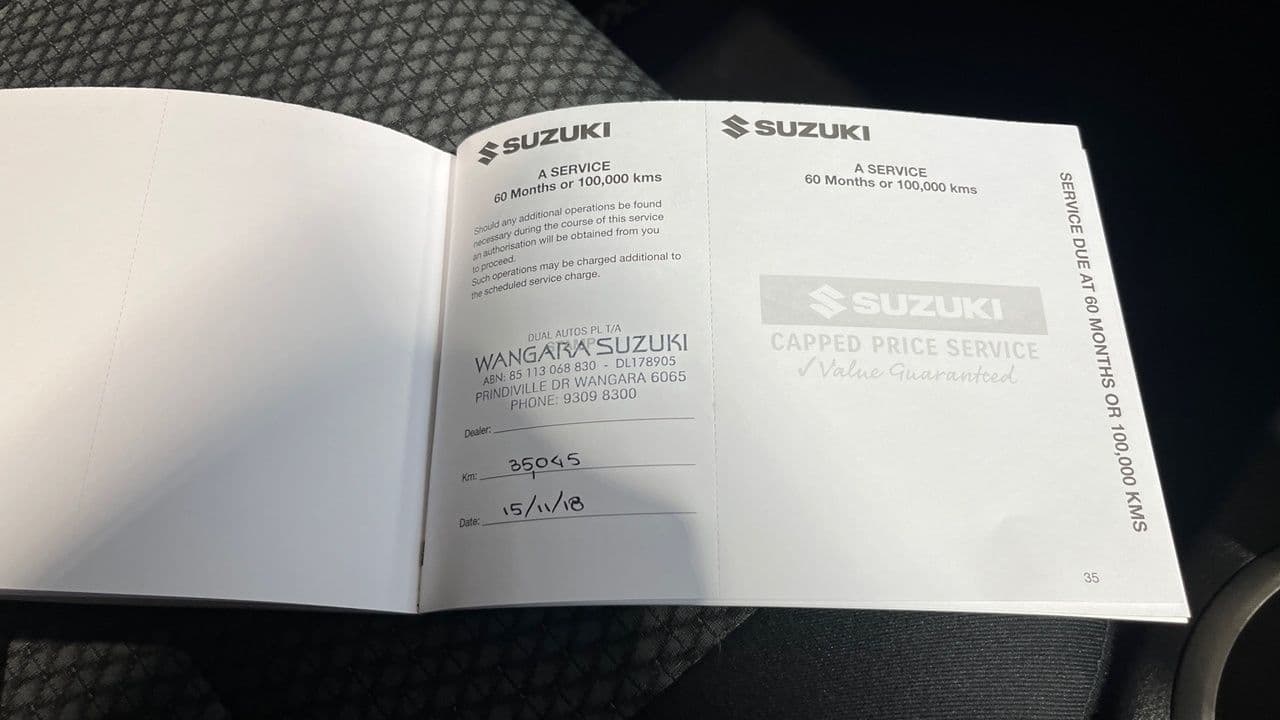 SUZUKI
A SERVICE
60 Months or 100,000 kms
Should any additional operations be found
necessary during the course of this service
an authorisation will be obtained from you
to proceed.
Such operations may be charged additional to
the scheduled service charge.
STAMP
DUAL AUTOS PL T/A
WANGARA SUZUKI
ABN: 85 113 068 830 - DL178905
PRINDIVILLE DR WANGARA 6065
PHONE: 9309 8300
Dealer:
Km: 35,045
Date: 15/11/18
SUZUKI
A SERVICE
60 Months or 100,000 kms
SUZUKI
CAPPED PRICE SERVICE
✓Value Guaranteed
SERVICE DUE AT 60 MONTHS OR 100,000 KMS
35